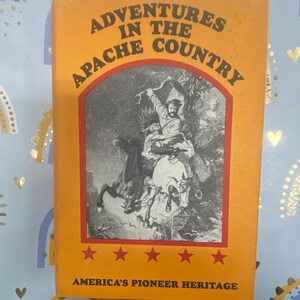 ADVENTURES
IN THE
APACHE COUNTRY
AMERICA'S PIONEER HERITAGE